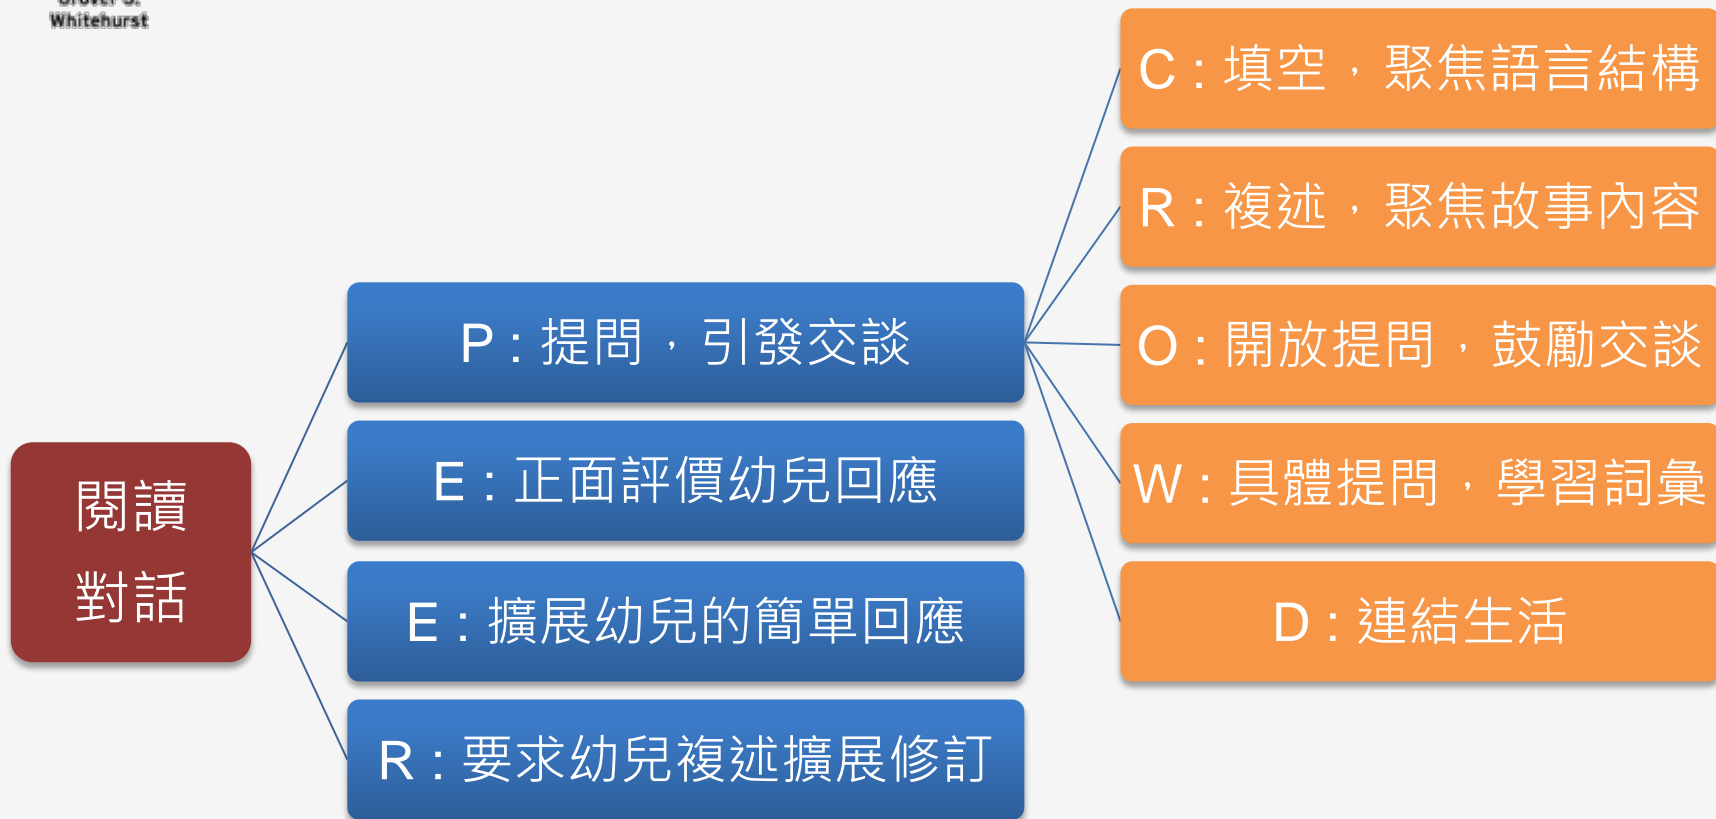 Grover J.
Whitehurst
閱讀
對話
P：提問，引發交談
E：正面評價幼兒回應
E：擴展幼兒的簡單回應
R：要求幼兒複述擴展修訂
C：填空，聚焦語言結構
R：複述，聚焦故事內容
O：開放提問，鼓勵交談
W：具體提問，學習詞彙
D：連結生活